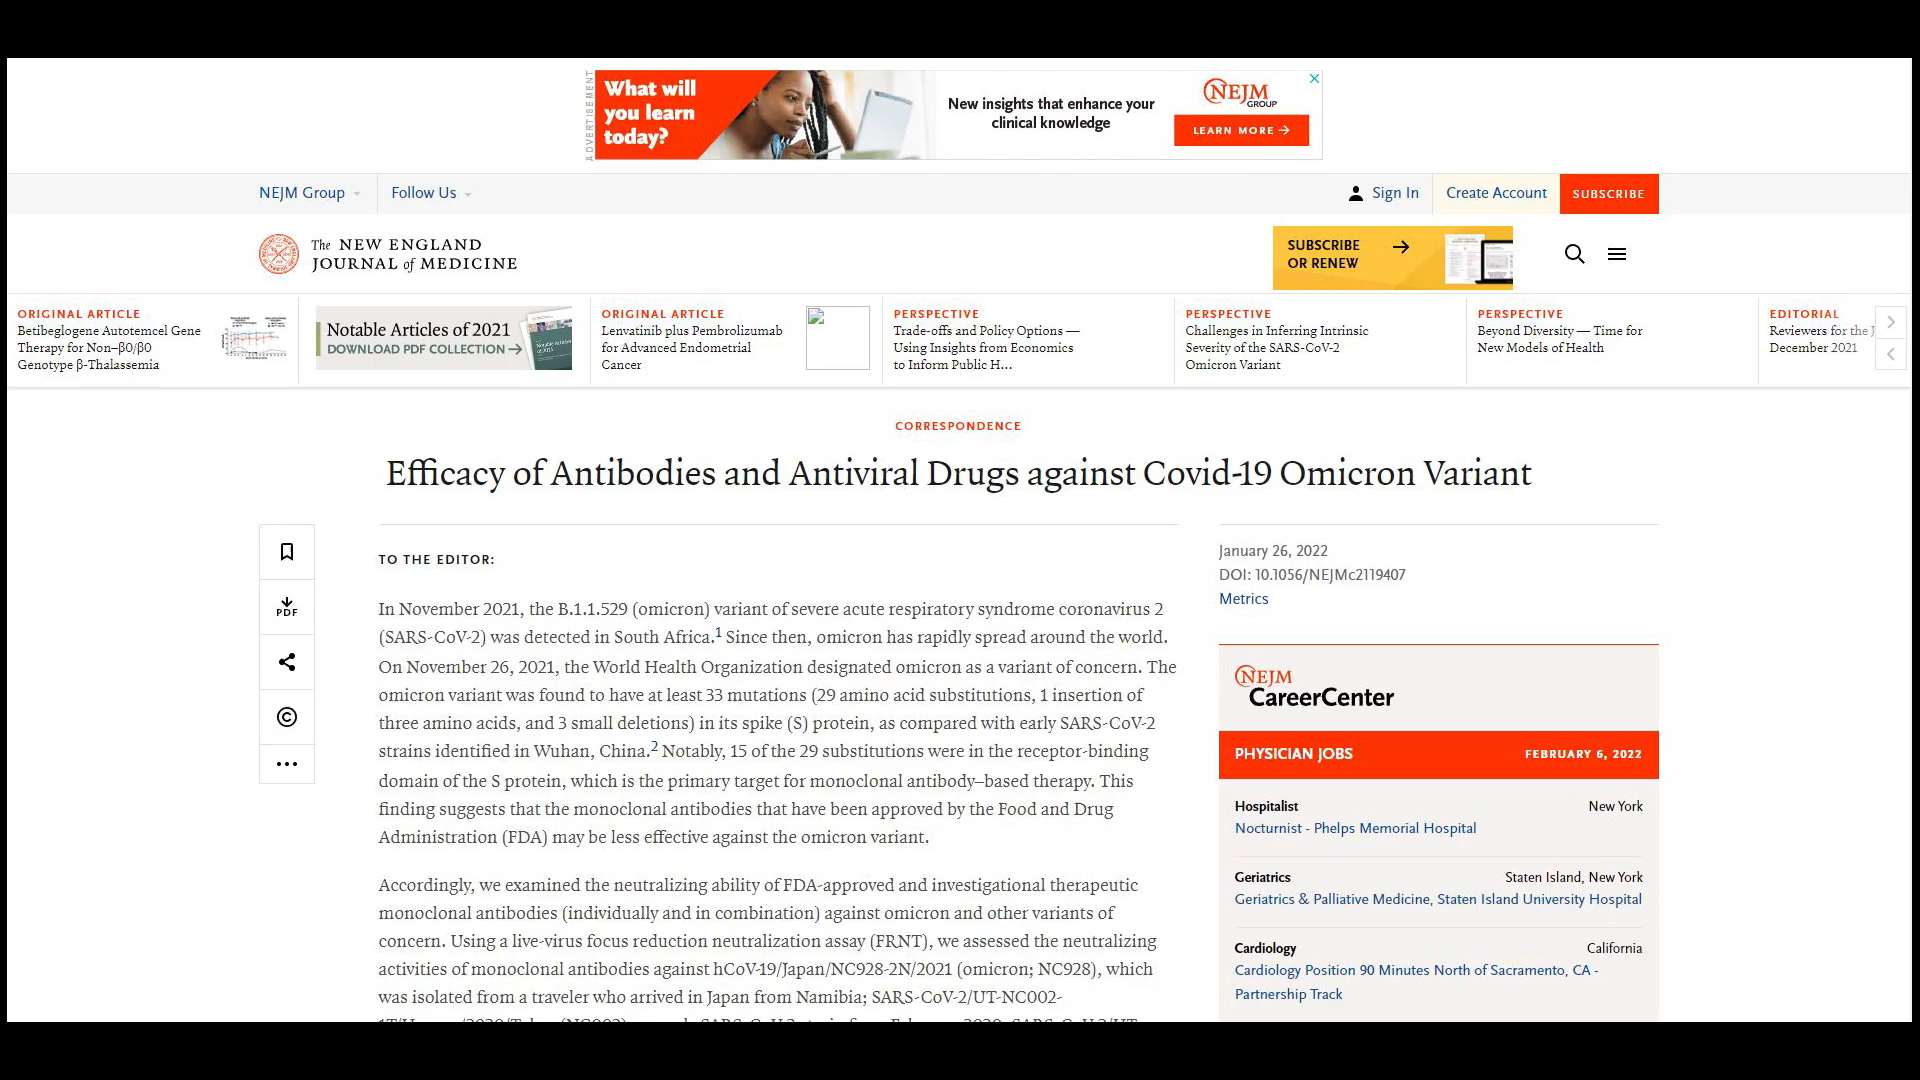 ADVERTISEMENT
What will
you learn
today?
New insights that enhance your
clinical knowledge
NEJM
GROUP
LEARN MORE →
NEJM Group
Follow Us
Sign In
Create Account
SUBSCRIBE
The NEW ENGLAND
JOURNAL of MEDICINE
SUBSCRIBE →
OR RENEW
ORIGINAL ARTICLE
Betibeglogene Autotemcel Gene
Therapy for Non–β0/β0
Genotype β-Thalassemia
Notable Articles of 2021
DOWNLOAD PDF COLLECTION →
ORIGINAL ARTICLE
Lenvatinib plus Pembrolizumab
for Advanced Endometrial
Cancer
PERSPECTIVE
Trade-offs and Policy Options —
Using Insights from Economics
to Inform Public H...
PERSPECTIVE
Challenges in Inferring Intrinsic
Severity of the SARS-CoV-2
Omicron Variant
PERSPECTIVE
Beyond Diversity — Time for
New Models of Health
EDITORIAL
Reviewers for the J
December 2021
CORRESPONDENCE
Efficacy of Antibodies and Antiviral Drugs against Covid-19 Omicron Variant
PDF
TO THE EDITOR:
In November 2021, the B.1.1.529 (omicron) variant of severe acute respiratory syndrome coronavirus 2
(SARS-CoV-2) was detected in South Africa.1 Since then, omicron has rapidly spread around the world.
On November 26, 2021, the World Health Organization designated omicron as a variant of concern. The
omicron variant was found to have at least 33 mutations (29 amino acid substitutions, 1 insertion of
three amino acids, and 3 small deletions) in its spike (S) protein, as compared with early SARS-CoV-2
strains identified in Wuhan, China.2 Notably, 15 of the 29 substitutions were in the receptor-binding
domain of the S protein, which is the primary target for monoclonal antibody–based therapy. This
finding suggests that the monoclonal antibodies that have been approved by the Food and Drug
Administration (FDA) may be less effective against the omicron variant.
Accordingly, we examined the neutralizing ability of FDA-approved and investigational therapeutic
monoclonal antibodies (individually and in combination) against omicron and other variants of
concern. Using a live-virus focus reduction neutralization assay (FRNT), we assessed the neutralizing
activities of monoclonal antibodies against hCoV-19/Japan/NC928-2N/2021 (omicron; NC928), which
was isolated from a traveler who arrived in Japan from Namibia; SARS-CoV-2/UT-NC002-
January 26, 2022
DOI: 10.1056/NEJMc2119407
Metrics
NEJM
CareerCenter
PHYSICIAN JOBS
FEBRUARY 6, 2022
Hospitalist
New York
Nocturnist - Phelps Memorial Hospital
Geriatrics
Staten Island, New York
Geriatrics & Palliative Medicine, Staten Island University Hospital
Cardiology
California
Cardiology Position 90 Minutes North of Sacramento, CA -
Partnership Track